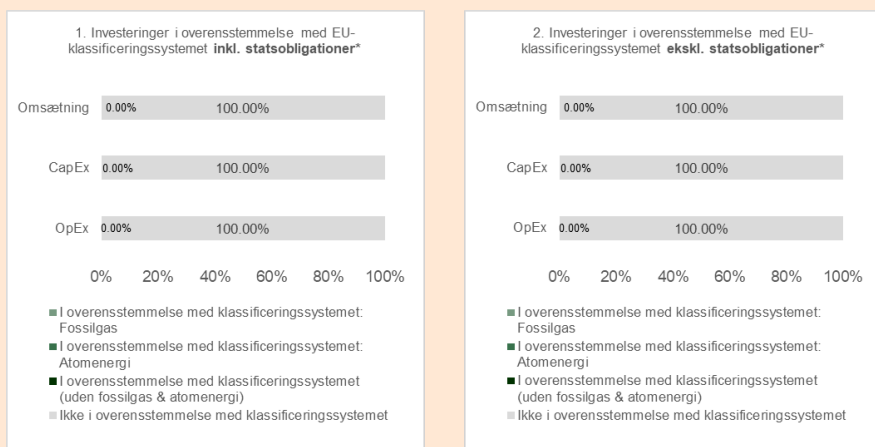 1. Investeringer i overensstemmelse med EU-
klassificeringssystemet inkl. statsobligationer*
Omsætning 0.00% 100.00%
CapEx 0.00% 100.00%
OpEx 0.00% 100.00%
0% 20% 40% 60% 80% 100%
I overensstemmelse med klassificeringssystemet:
Fossilgas
I overensstemmelse med klassificeringssystemet:
Atomenergi
I overensstemmelse med klassificeringssystemet
(uden fossilgas & atomenergi)
Ikke i overensstemmelse med klassificeringssystemet
2. Investeringer i overensstemmelse med EU-
klassificeringssystemet ekskl. statsobligationer*
Omsætning 0.00% 100.00%
CapEx 0.00% 100.00%
OpEx 0.00% 100.00%
0% 20% 40% 60% 80% 100%
I overensstemmelse med klassificeringssystemet:
Fossilgas
I overensstemmelse med klassificeringssystemet:
Atomenergi
I overensstemmelse med klassificeringssystemet
(uden fossilgas & atomenergi)
Ikke i overensstemmelse med klassificeringssystemet